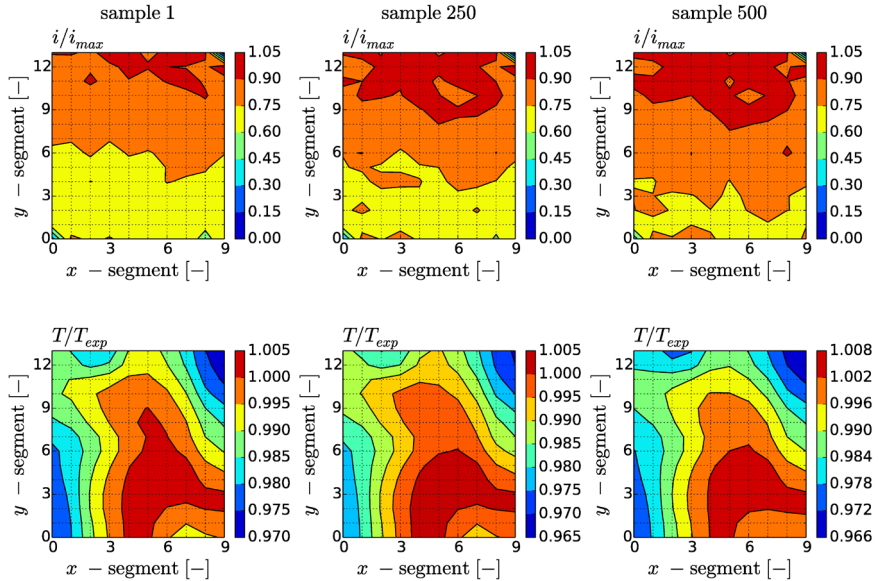 sample 1 sample 250 sample 500
i/i_max i/i_max i/i_max
12 1.05 12 1.05 12 1.05
0.90 0.90 0.90
9 0.75 9 0.75 9 0.75
0.60 0.60 0.60
6 0.45 6 0.45 6 0.45
3 0.30 3 0.30 3 0.30
0.15 0.15 0.15
0 0.00 0 0.00 0 0.00
0 3 6 9 0 3 6 9 0 3 6 9
y − segment [−] y − segment [−] y − segment [−]
x − segment [−] x − segment [−] x − segment [−]
T/T_exp T/T_exp T/T_exp
12 1.005 12 1.005 12 1.008
1.000 1.000 1.002
9 0.995 0.995 9 0.996
9 0.990
0.990 0.985 0.990
6 0.985 6 0.980 6 0.984
3 0.980 3 0.975 3 0.978
0.975 0.970 0.972
0 0.970 0 0.965 0 0.966
0 3 6 9 0 3 6 9 0 3 6 9
y − segment [−] y − segment [−] y − segment [−]
x − segment [−] x − segment [−] x − segment [−]